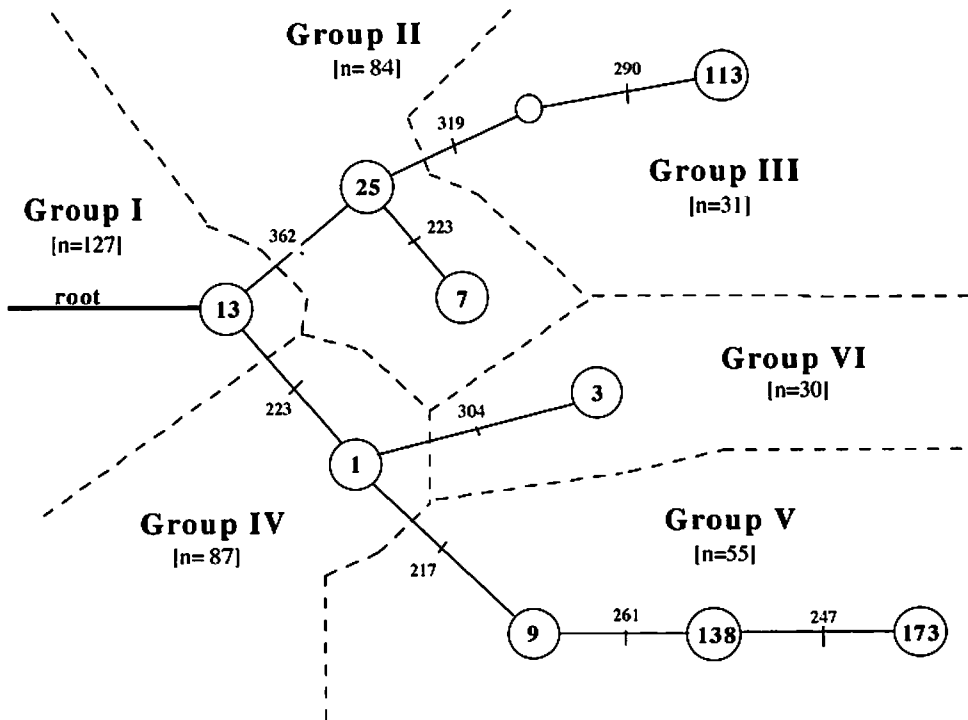 Group II
[n=84]
290
113
319
25
Group III
[n=31]
Group I
[n=127]
362
223
root
13
7
Group VI
[n=30]
223
304
3
1
Group IV
[n=87]
Group V
[n=55]
217
9
261
138
247
173